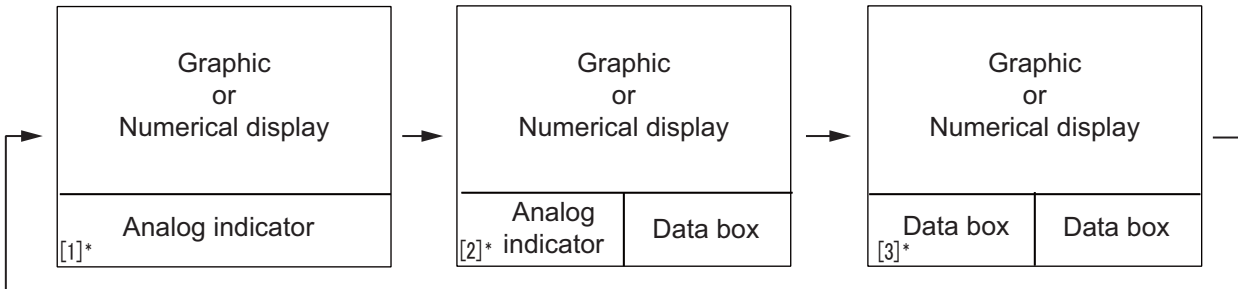 Graphic
or
Numerical display
Analog indicator
[1]*
Graphic
or
Numerical display
Analog
indicator
[2]*
Data box
Graphic
or
Numerical display
Data box
[3]*
Data box